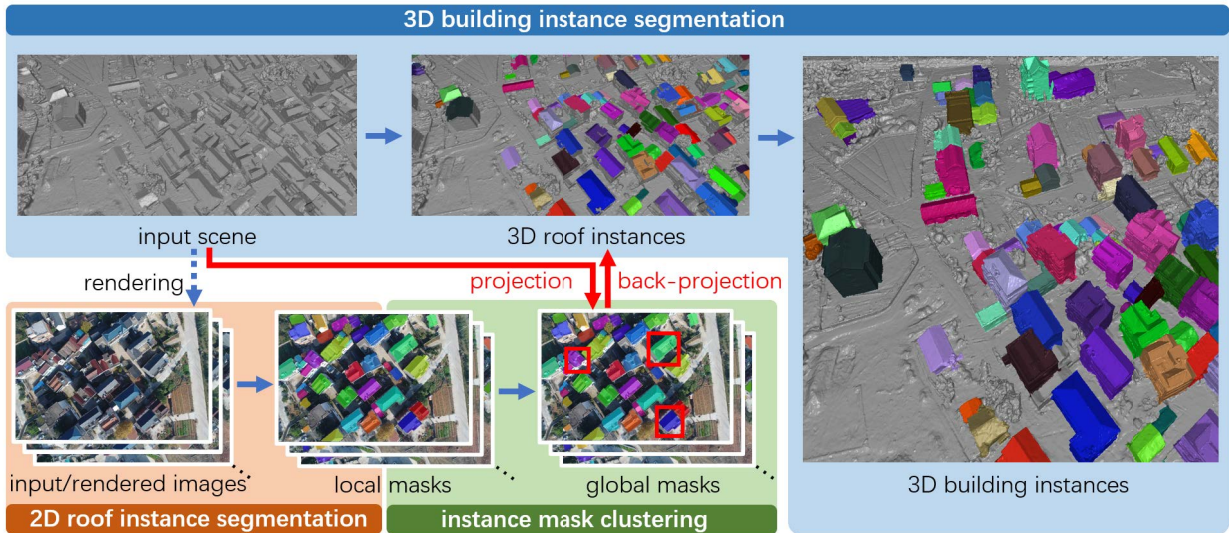 3D building instance segmentation
input scene
3D roof instances
rendering
projection
back-projection
input/rendered images
local masks
global masks
3D building instances
2D roof instance segmentation
instance mask clustering